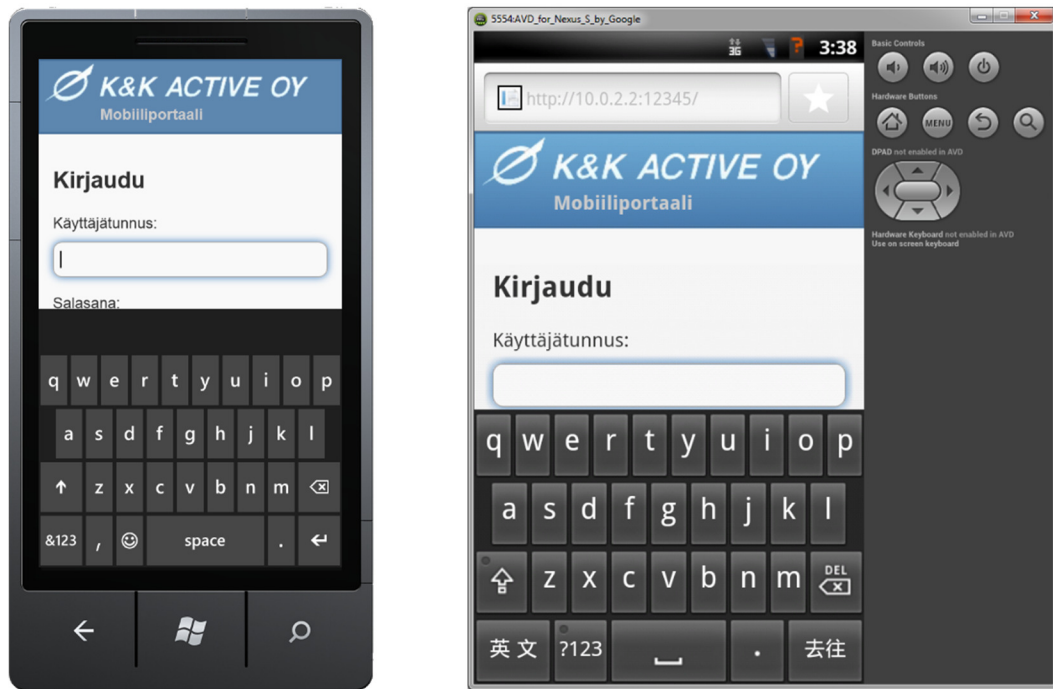 K&K ACTIVE OY
Mobiiliportaali
Kirjaudu
Käyttäjätunnus:
Salasana:
q w e r t y u i o p
a s d f g h j k l
z x c v b n m
&123 , space .
5554:AVD_for_Nexus_S_by_Google
3G 3:38
http://10.0.2.2:12345/
K&K ACTIVE OY
Mobiiliportaali
Kirjaudu
Käyttäjätunnus:
q w e r t y u i o p
a s d f g h j k l
z x c v b n m DEL
英文 ?123 . 去往
Basic Controls
Hardware Buttons
MENU
DPAD not enabled in AVD
Hardware Keyboard not enabled in AVD
Use on screen keyboard